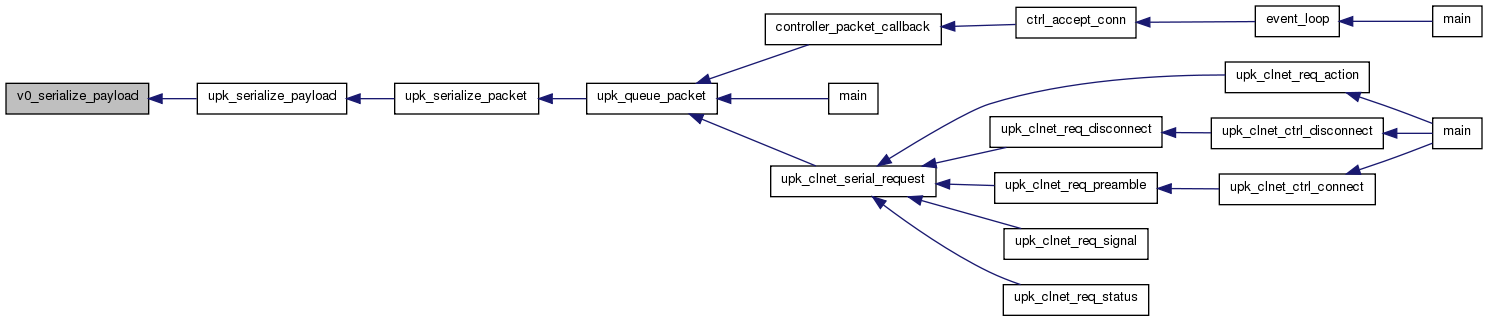 controller_packet_callback
ctrl_accept_conn
event_loop
main
v0_serialize_payload
upk_serialize_payload
upk_serialize_packet
upk_queue_packet
main
upk_clnet_req_action
upk_clnet_req_disconnect
upk_clnet_ctrl_disconnect
main
upk_clnet_serial_request
upk_clnet_req_preamble
upk_clnet_ctrl_connect
upk_clnet_req_signal
upk_clnet_req_status